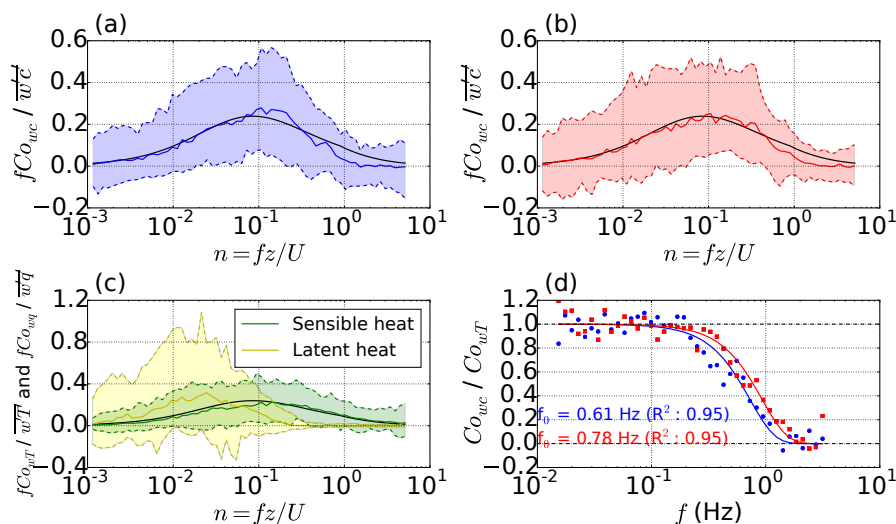 (a)
(b)
fCo_wc / w'c'
0.6
0.4
0.2
0.0
−0.2
10^-3 10^-2 10^-1 10^0 10^1
n = fz/U
fCo_wc / w'c'
0.6
0.4
0.2
0.0
−0.2
10^-3 10^-2 10^-1 10^0 10^1
n = fz/U
(c)
fCo_wT / w'T' and fCo_wq / w'q'
1.2
0.8
0.4
0.0
−0.4
Sensible heat
Latent heat
10^-3 10^-2 10^-1 10^0 10^1
n = fz/U
(d)
Co_wc / Co_wT
1.2
1.0
0.8
0.6
0.4
0.2
0.0
−0.2
f_0 = 0.61 Hz (R^2 : 0.95)
f_0 = 0.78 Hz (R^2 : 0.95)
10^-2 10^-1 10^0 10^1
f (Hz)